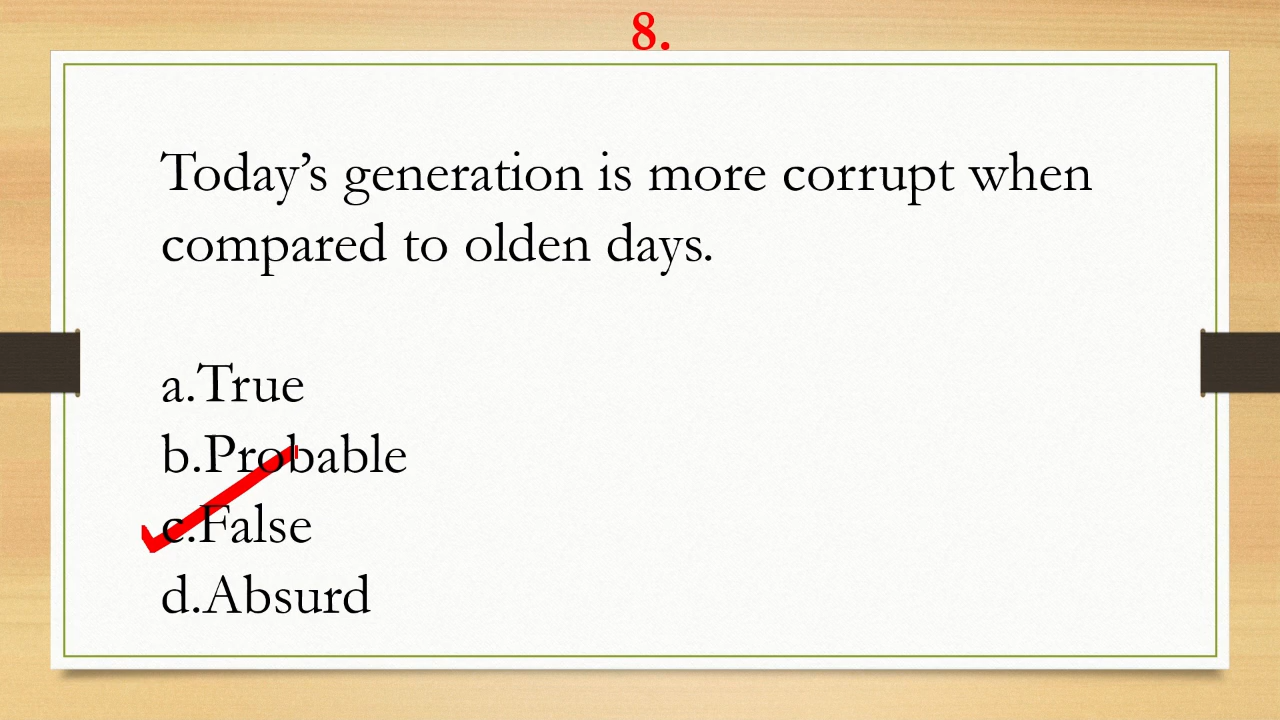 8.
Today’s generation is more corrupt when
compared to olden days.
a.True
b.Probable
c.False
d.Absurd